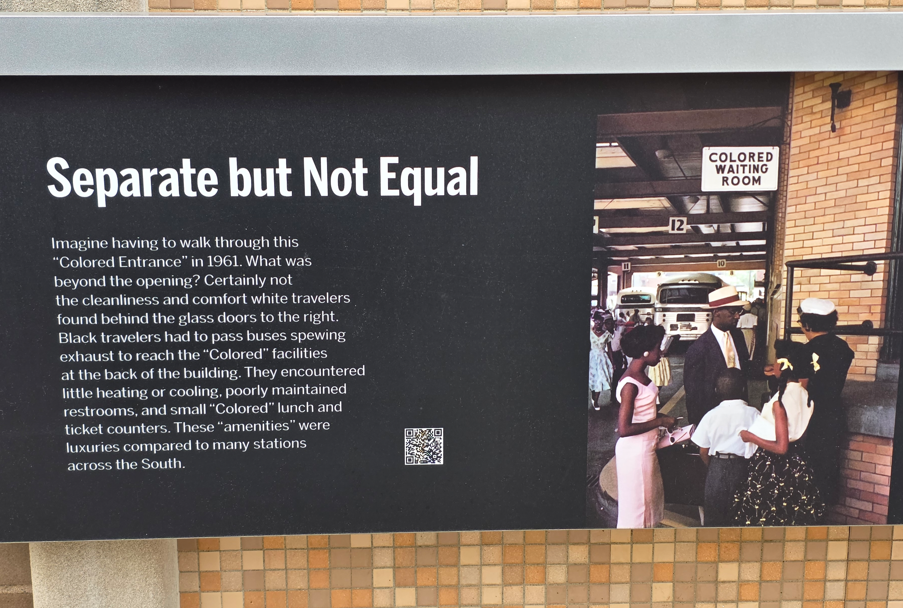 Separate but Not Equal
Imagine having to walk through this
“Colored Entrance” in 1961. What was
beyond the opening? Certainly not
the cleanliness and comfort white travelers
found behind the glass doors to the right.
Black travelers had to pass buses spewing
exhaust to reach the “Colored” facilities
at the back of the building. They encountered
little heating or cooling, poorly maintained
restrooms, and small “Colored” lunch and
ticket counters. These “amenities” were
luxuries compared to many stations
across the South.
COLORED
WAITING
ROOM
12
11
10